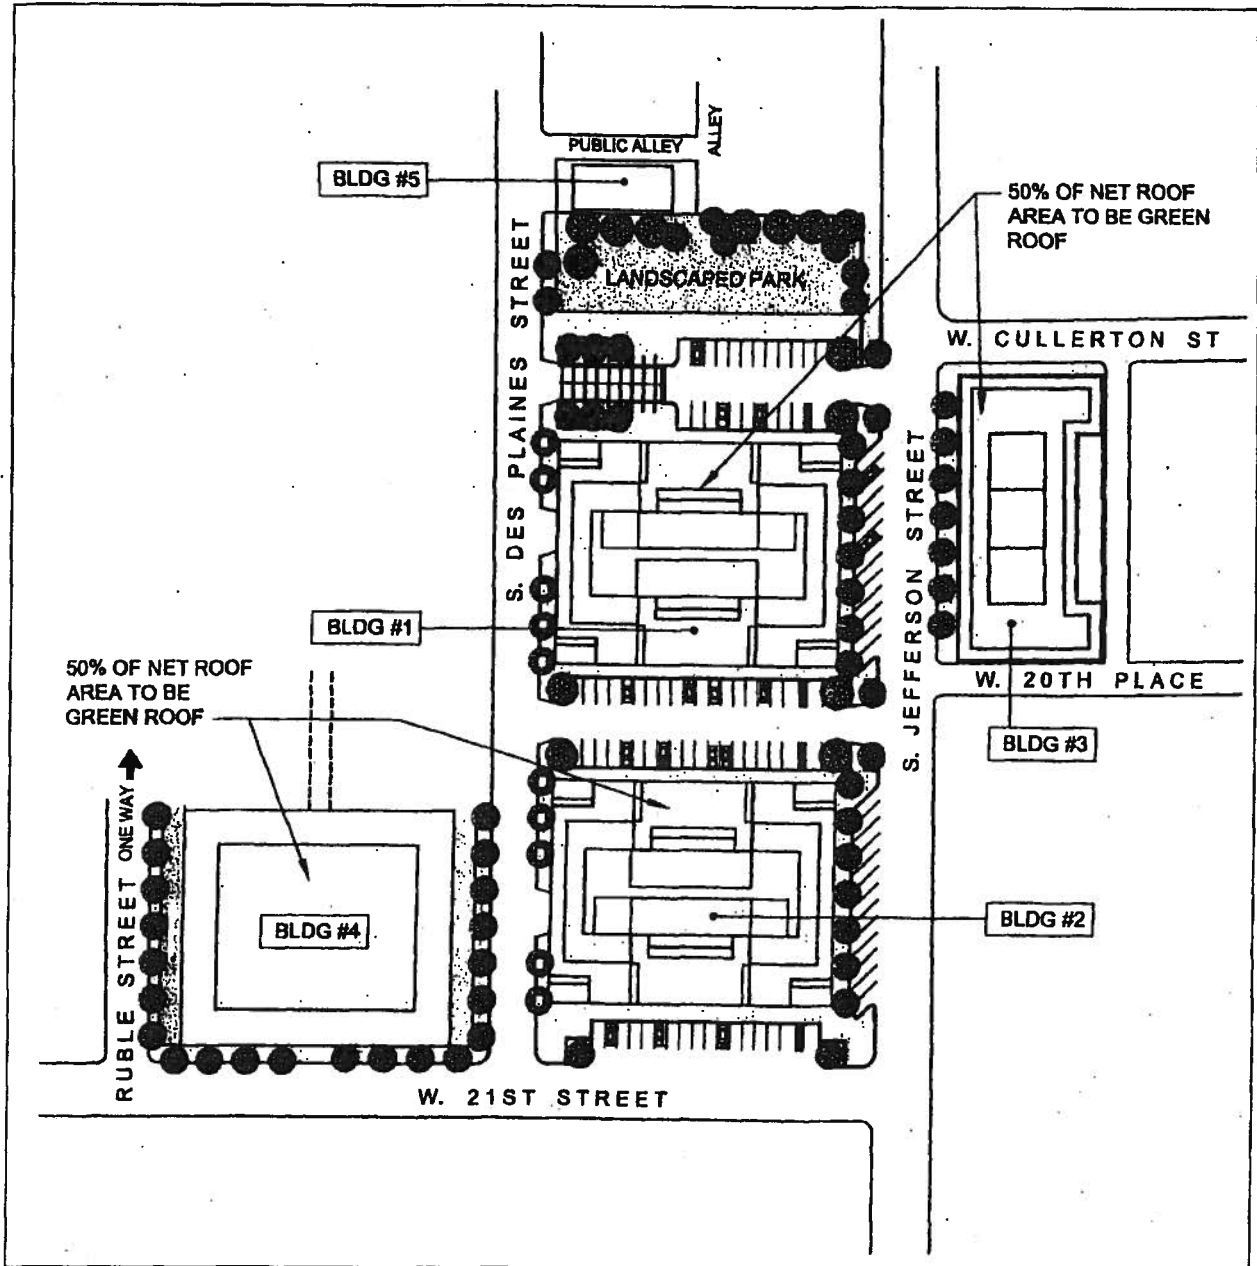 PUBLIC ALLEY
ALLEY
BLDG #5
50% OF NET ROOF
AREA TO BE GREEN
ROOF
LANDSCAPED PARK
S. DES PLAINES STREET
W. CULLERTON ST
S. JEFFERSON STREET
BLDG #1
W. 20TH PLACE
50% OF NET ROOF
AREA TO BE
GREEN ROOF
BLDG #3
RUBLE STREET ONE WAY
BLDG #4
BLDG #2
W. 21ST STREET